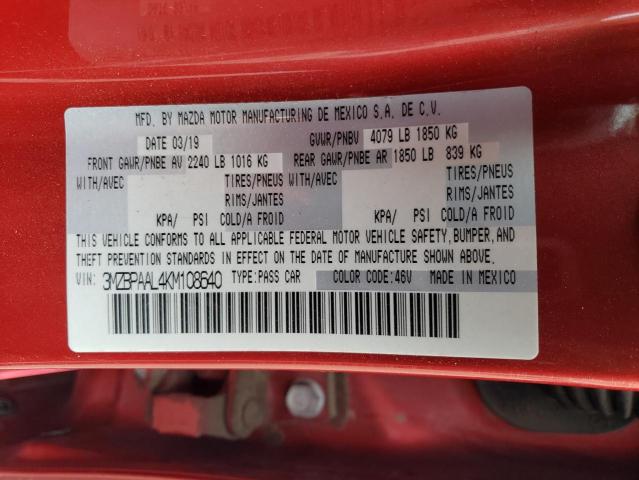 MFD. BY MAZDA MOTOR MANUFACTURING DE MEXICO S.A. DE C.V.
DATE 03/19 GVWR/PNBV 4079 LB 1850 KG
FRONT GAWR/PNBE AV 2240 LB 1016 KG REAR GAWR/PNBE AR 1850 LB 839 KG
WITH/AVEC TIRES/PNEUS WITH/AVEC TIRES/PNEUS
RIMS/JANTES RIMS/JANTES
KPA/ PSI COLD/A FROID KPA/ PSI COLD/A FROID
THIS VEHICLE CONFORMS TO ALL APPLICABLE FEDERAL MOTOR VEHICLE SAFETY, BUMPER, AND
THEFT PREVENTION STANDARDS IN EFFECT ON THE DATE OF MANUFACTURE SHOWN ABOVE.
VIN: 3MZBPAAL4KM108640 TYPE:PASS CAR COLOR CODE:46V MADE IN MEXICO